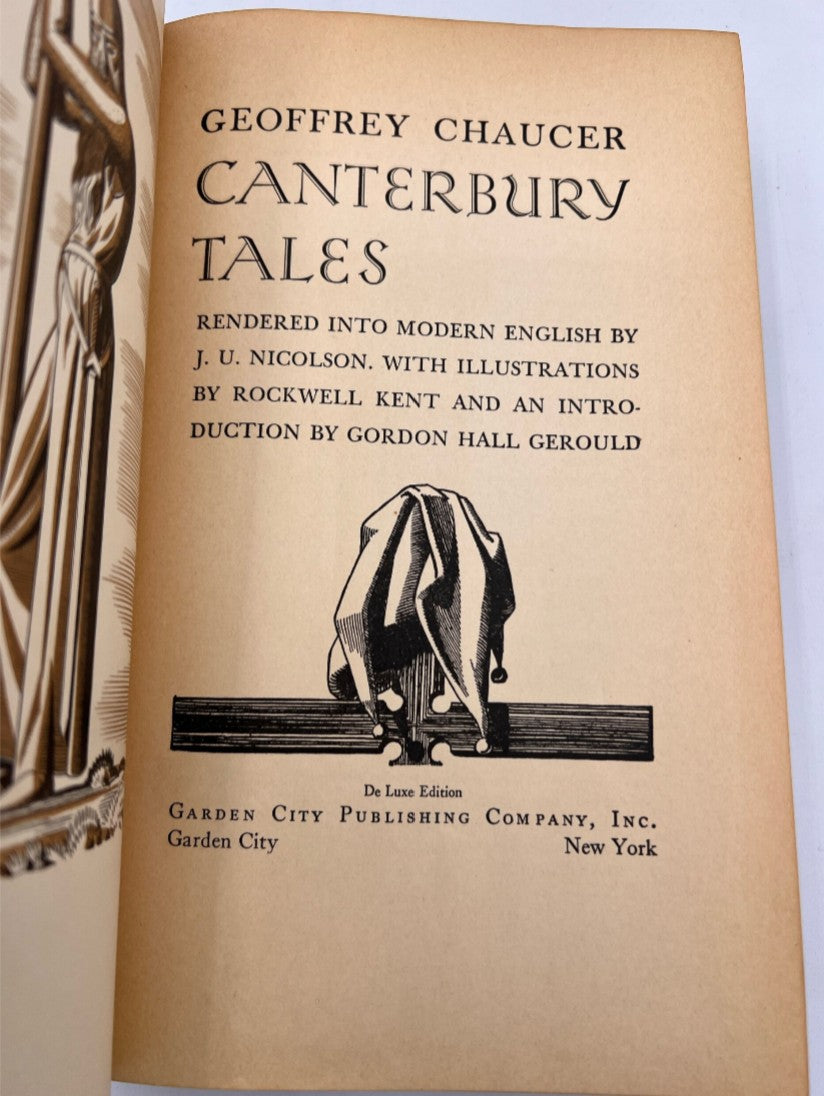 GEOFFREY CHAUCER
CANTERBURY
TALES
RENDERED INTO MODERN ENGLISH BY
J. U. NICOLSON. WITH ILLUSTRATIONS
BY ROCKWELL KENT AND AN INTRO-
DUCTION BY GORDON HALL GEROULD
De Luxe Edition
GARDEN CITY PUBLISHING COMPANY, INC.
Garden City New York